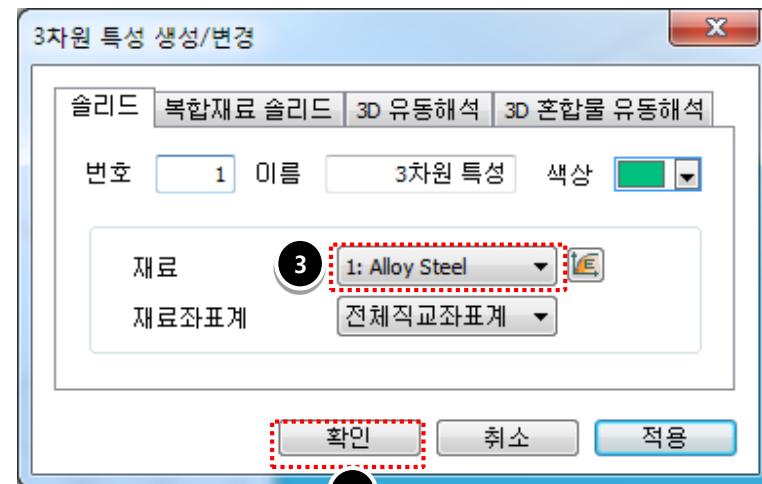 3차원 특성 생성/변경
솔리드 복합재료 솔리드 3D 유동해석 3D 혼합물 유동해석
번호 1 이름 3차원 특성 색상
재료 3 1: Alloy Steel
재료좌표계 전체직교좌표계
확인 취소 적용